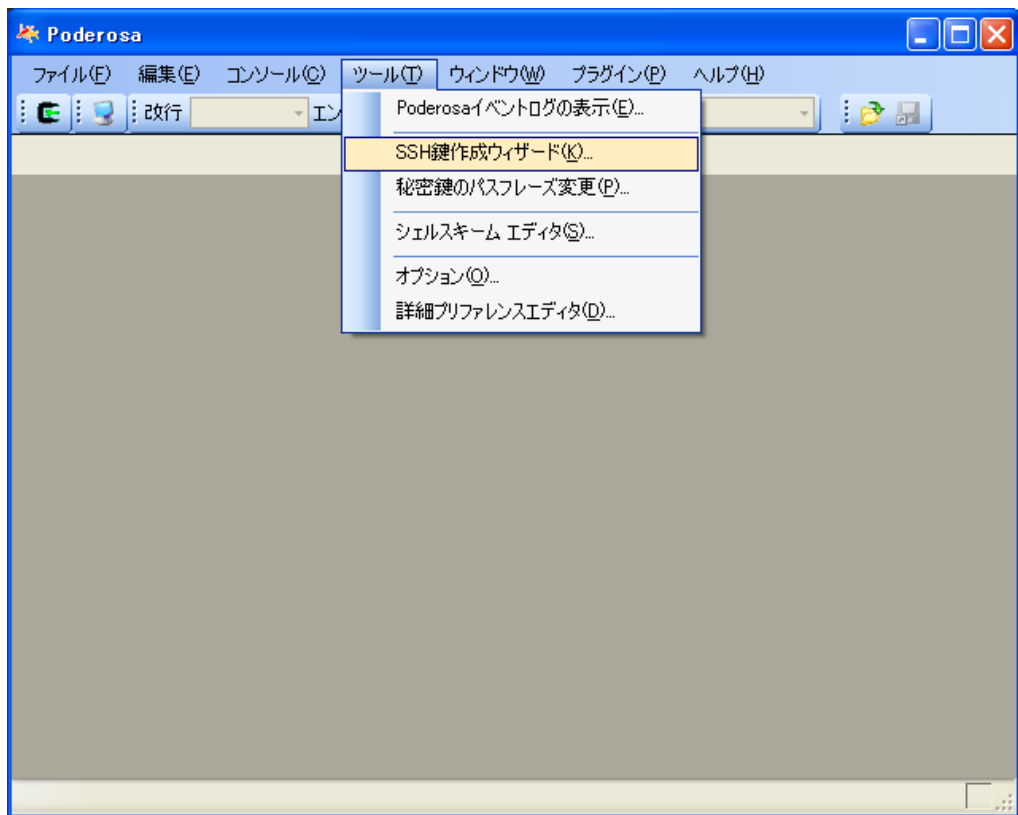 Poderosa
ファイル(F) 編集(E) コンソール(C) ツール(T) ウィンドウ(W) プラグイン(P) ヘルプ(H)
改行 エン
Poderosaイベントログの表示(E)...
SSH鍵作成ウィザード(K)...
秘密鍵のパスフレーズ変更(P)...
シェルスキーム エディタ(S)...
オプション(O)...
詳細プリファレンスエディタ(D)...